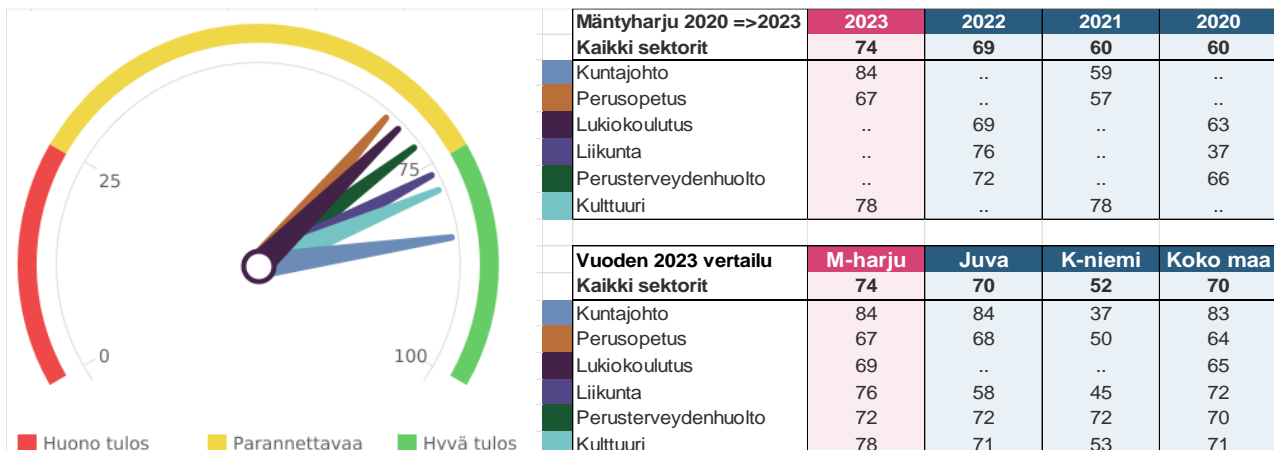 25
75
0
100
Huono tulos Parannettavaa Hyvä tulos
Mäntyharju 2020 =>2023 2023 2022 2021 2020
Kaikki sektorit 74 69 60 60
Kuntajohto 84 .. 59 ..
Perusopetus 67 .. 57 ..
Lukiokoulutus .. 69 .. 63
Liikunta .. 76 .. 37
Perusterveydenhuolto .. 72 .. 66
Kulttuuri 78 .. 78 ..
Vuoden 2023 vertailu M-harju Juva K-niemi Koko maa
Kaikki sektorit 74 70 52 70
Kuntajohto 84 84 37 83
Perusopetus 67 68 50 64
Lukiokoulutus 69 .. .. 65
Liikunta 76 58 45 72
Perusterveydenhuolto 72 72 72 70
Kulttuuri 78 71 53 71